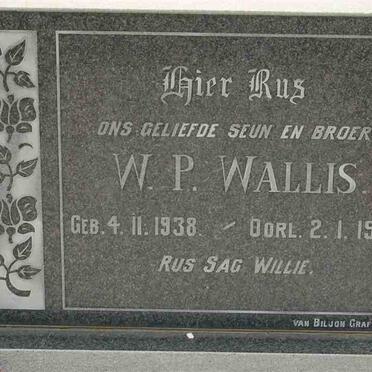 Hier Rus
ONS GELIEFDE SEUN EN BROER
W. P. WALLIS.
GEB. 4. 11. 1938. – OORL. 2. 1. 19
RUS SAG WILLIE.
VAN BILJON GRAF